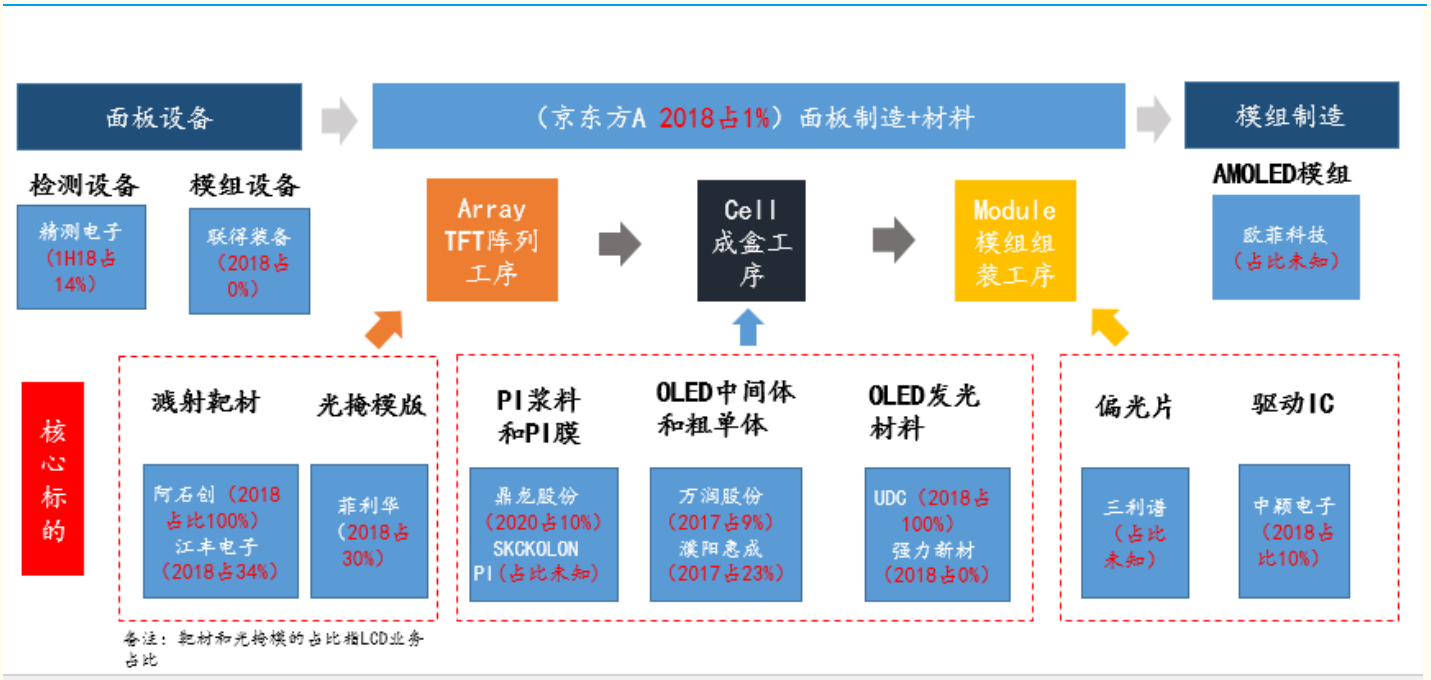 面板设备
（京东方A 2018占1%）面板制造+材料
模组制造
检测设备
模组设备
AMOLED模组
精测电子
（1H18占
14%）
联得装备
（2018占
0%）
Array
TFT阵列
工序
Cell
成盒工
序
Module
模组组
装工序
欧菲科技
（占比未知）
核
心
标
的
溅射靶材
光掩模版
PI浆料
和PI膜
OLED中间体
和粗单体
OLED发光
材料
偏光片
驱动IC
阿石创（2018
占比100%）
江丰电子
（2018占34%）
菲利华
（2018占
30%）
鼎龙股份
（2020占10%）
SKCKOLON
PI（占比未知）
万润股份
（2017占9%）
濮阳惠成
（2017占23%）
UDC（2018占
100%）
强力新材
（2018占0%）
三利谱
（占比
未知）
中颖电子
（2018占
比10%）
备注：靶材和光掩模的占比指LCD业务
占比